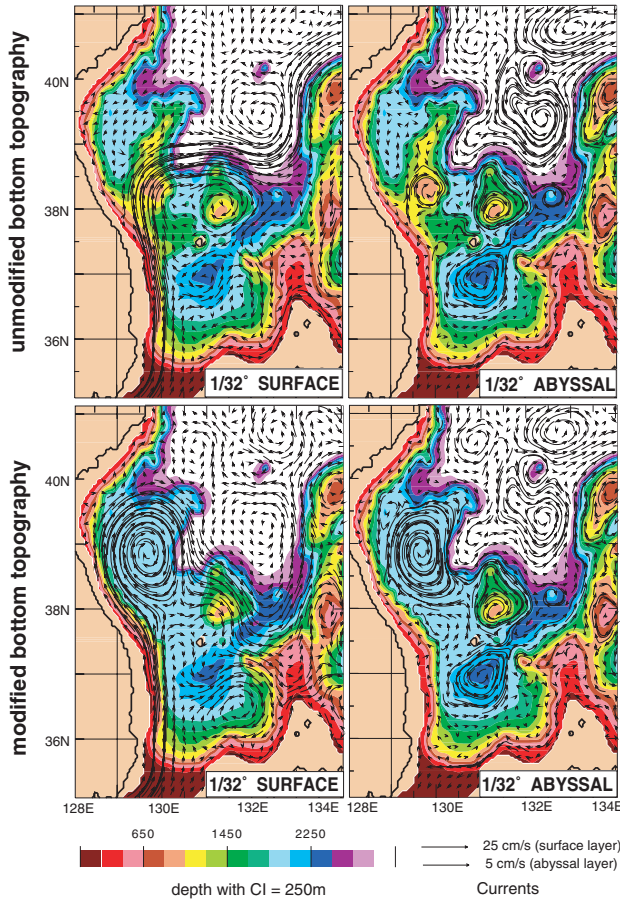 unmodified bottom topography
40N
38N
36N
1/32° SURFACE
1/32° ABYSSAL
modified bottom topography
40N
38N
36N
1/32° SURFACE
1/32° ABYSSAL
128E 130E 132E 134E 130E 132E 134E
650 1450 2250
25 cm/s (surface layer)
5 cm/s (abyssal layer)
depth with CI = 250m
Currents